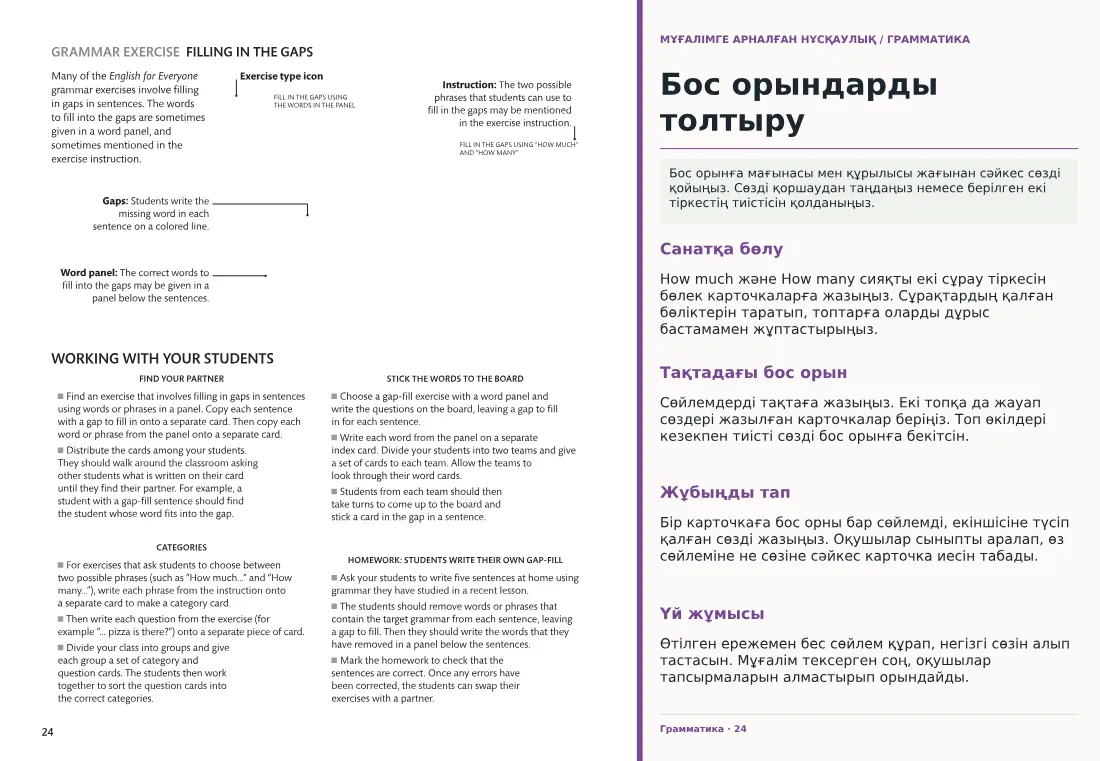 GRAMMAR EXERCISE FILLING IN THE GAPS
Many of the English for Everyone
grammar exercises involve filling
in gaps in sentences. The words
to fill into the gaps are sometimes
given in a word panel, and
sometimes mentioned in the
exercise instruction.
Exercise type icon
FILL IN THE GAPS USING
THE WORDS IN THE PANEL
Instruction: The two possible
phrases that students can use to
fill in the gaps may be mentioned
in the exercise instruction.
FILL IN THE GAPS USING "HOW MUCH"
AND "HOW MANY"
Gaps: Students write the
missing word in each
sentence on a colored line.
Word panel: The correct words to
fill into the gaps may be given in a
panel below the sentences.
WORKING WITH YOUR STUDENTS
FIND YOUR PARTNER
■ Find an exercise that involves filling in gaps in sentences
using words or phrases in a panel. Copy each sentence
with a gap to fill in onto a separate card. Then copy each
word or phrase from the panel onto a separate card.
■ Distribute the cards among your students.
They should walk around the classroom asking
other students what is written on their card
until they find their partner. For example, a
student with a gap-fill sentence should find
the student whose word fits into the gap.
CATEGORIES
■ For exercises that ask students to choose between
two possible phrases (such as “How much...” and “How
many...”), write each phrase from the instruction onto
a separate card to make a category card.
■ Then write each question from the exercise (for
example “... pizza is there?”) onto a separate piece of card.
■ Divide your class into groups and give
each group a set of category and
question cards. The students then work
together to sort the question cards into
the correct categories.
STICK THE WORDS TO THE BOARD
■ Choose a gap-fill exercise with a word panel and
write the questions on the board, leaving a gap to fill
in for each sentence.
■ Write each word from the panel on a separate
index card. Divide your students into two teams and give
a set of cards to each team. Allow the teams to
look through their word cards.
■ Students from each team should then
take turns to come up to the board and
stick a card in the gap in a sentence.
HOMEWORK: STUDENTS WRITE THEIR OWN GAP-FILL
■ Ask your students to write five sentences at home using
grammar they have studied in a recent lesson.
■ The students should remove words or phrases that
contain the target grammar from each sentence, leaving
a gap to fill. Then they should write the words that they
have removed in a panel below the sentences.
■ Mark the homework to check that the
sentences are correct. Once any errors have
been corrected, the students can swap their
exercises with a partner.
24
МҰҒАЛІМГЕ АРНАЛҒАН НҰСҚАУЛЫҚ / ГРАММАТИКА
Бос орындарды
толтыру
Бос орынға мағынасы мен құрылысы жағынан сәйкес сөзді
қойыңыз. Сөзді қоршаудан таңдаңыз немесе берілген екі
тіркестің тиістісін қолданыңыз.
Санатқа бөлу
How much және How many сияқты екі сұрау тіркесін
бөлек карточкаларға жазыңыз. Сұрақтардың қалған
бөліктерін таратып, топтарға оларды дұрыс
бастамамен жұптастырыңыз.
Тақтадағы бос орын
Сөйлемдерді тақтаға жазыңыз. Екі топқа да жауап
сөздері жазылған карточкалар беріңіз. Топ өкілдері
кезекпен тиісті сөзді бос орынға бекітсін.
Жұбыңды тап
Бір карточкаға бос орны бар сөйлемді, екіншісіне түсіп
қалған сөзді жазыңыз. Оқушылар сыныпты аралап, өз
сөйлеміне не сөзіне сәйкес карточка иесін табады.
Үй жұмысы
Өтілген ережемен бес сөйлем құрап, негізгі сөзін алып
тастасын. Мұғалім тексерген соң, оқушылар
тапсырмаларын алмастырып орындайды.
Грамматика · 24